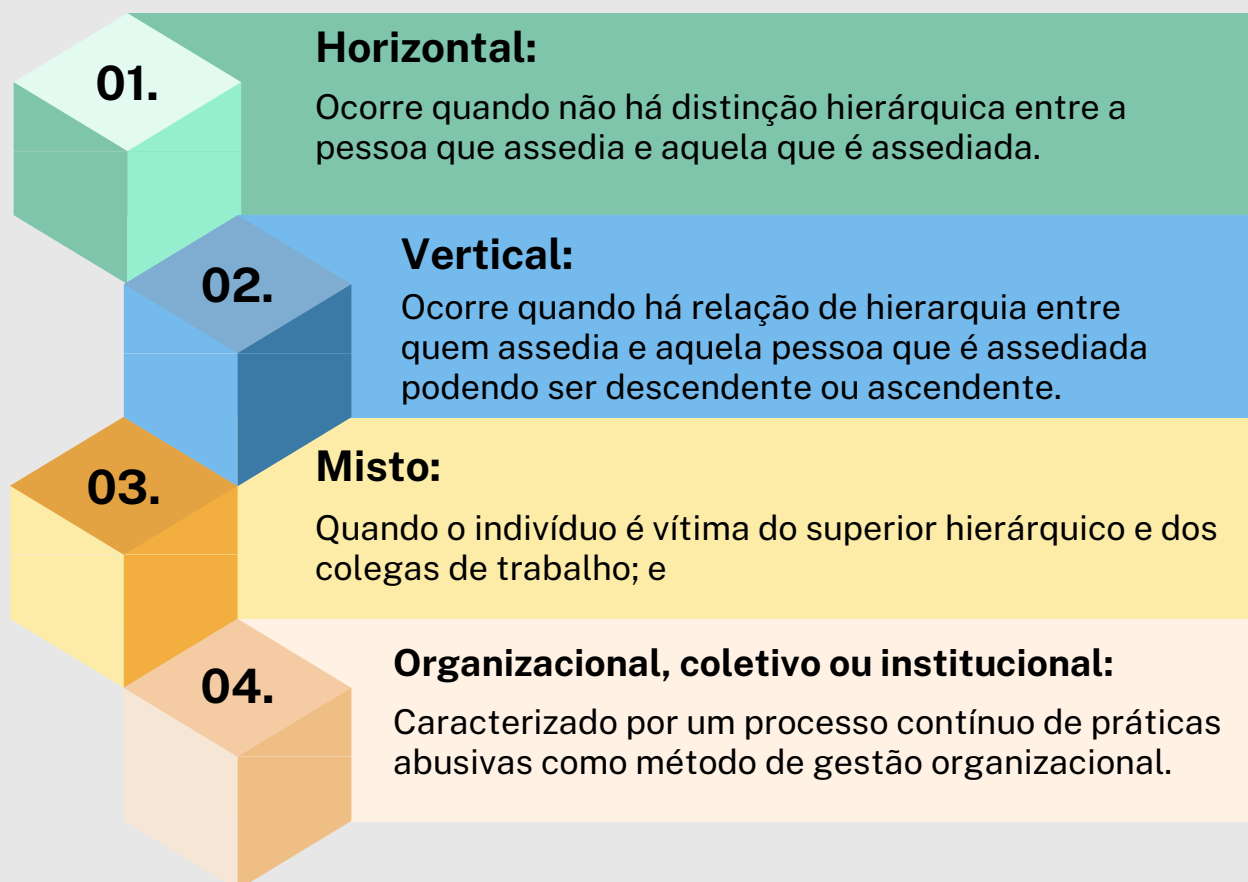 01.
Horizontal:
Ocorre quando não há distinção hierárquica entre a
pessoa que assedia e aquela que é assediada.
02.
Vertical:
Ocorre quando há relação de hierarquia entre
quem assedia e aquela pessoa que é assediada
podendo ser descendente ou ascendente.
03.
Misto:
Quando o indivíduo é vítima do superior hierárquico e dos
colegas de trabalho; e
04.
Organizacional, coletivo ou institucional:
Caracterizado por um processo contínuo de práticas
abusivas como método de gestão organizacional.